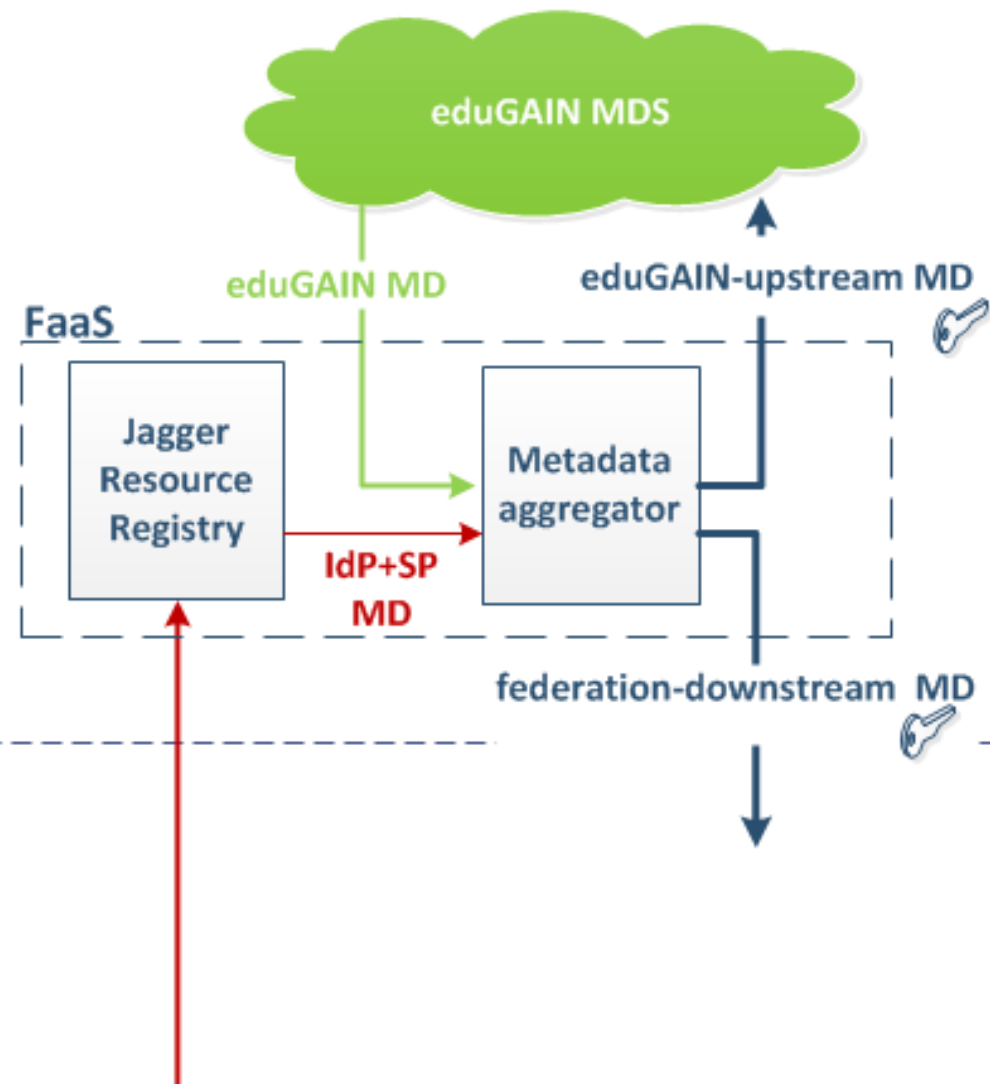 eduGAIN MDS
eduGAIN MD
eduGAIN-upstream MD
FaaS
Jagger
Resource
Registry
Metadata
aggregator
IdP+SP
MD
federation-downstream MD